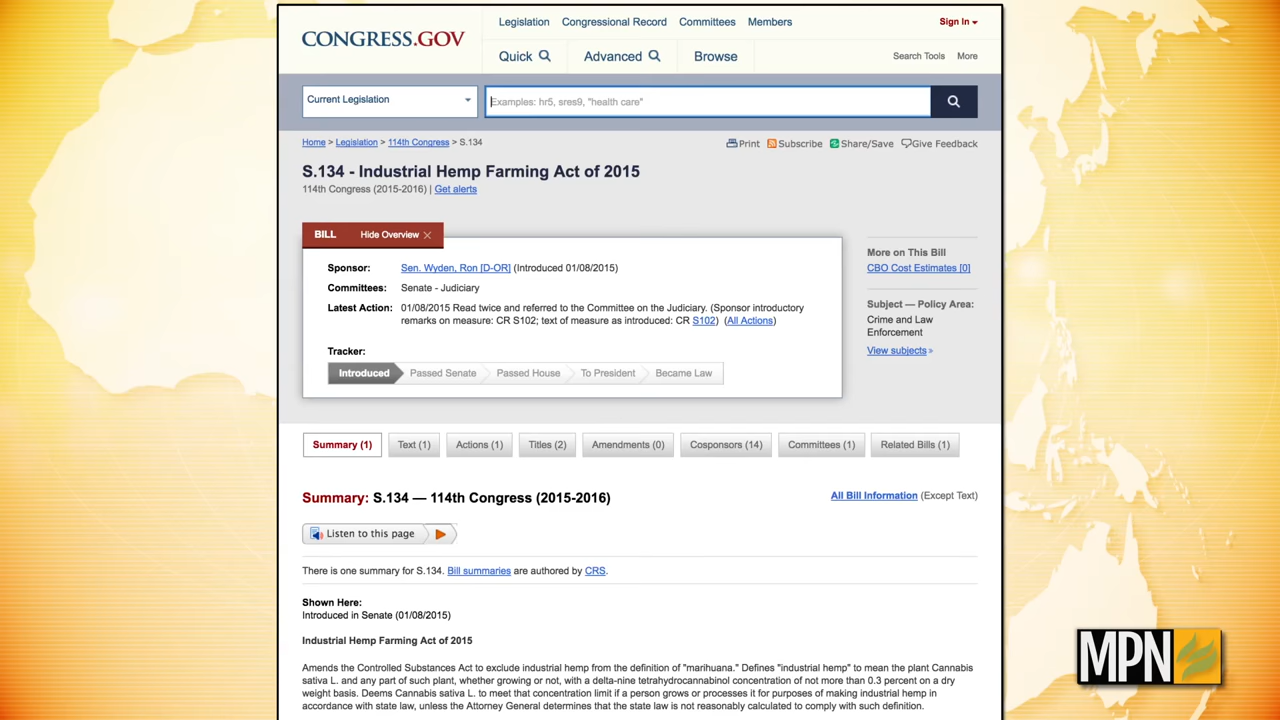 CONGRESS.GOV
Legislation Congressional Record Committees Members
Sign In
Quick
Advanced
Browse
Search Tools More
Current Legislation
Examples: hr5, sres9, "health care"
Home > Legislation > 114th Congress > S.134
Print Subscribe Share/Save Give Feedback
S.134 - Industrial Hemp Farming Act of 2015
114th Congress (2015-2016) | Get alerts
BILL Hide Overview
Sponsor: Sen. Wyden, Ron [D-OR] (Introduced 01/08/2015)
Committees: Senate - Judiciary
Latest Action: 01/08/2015 Read twice and referred to the Committee on the Judiciary. (Sponsor introductory
remarks on measure: CR S102; text of measure as introduced: CR S102) (All Actions)
Tracker:
Introduced Passed Senate Passed House To President Became Law
More on This Bill
CBO Cost Estimates [0]
Subject — Policy Area:
Crime and Law
Enforcement
View subjects »
Summary (1) Text (1) Actions (1) Titles (2) Amendments (0) Cosponsors (14) Committees (1) Related Bills (1)
Summary: S.134 — 114th Congress (2015-2016)
All Bill Information (Except Text)
Listen to this page
There is one summary for S.134. Bill summaries are authored by CRS.
Shown Here:
Introduced in Senate (01/08/2015)
Industrial Hemp Farming Act of 2015
Amends the Controlled Substances Act to exclude industrial hemp from the definition of "marihuana." Defines "industrial hemp" to mean the plant Cannabis
sativa L. and any part of such plant, whether growing or not, with a delta-nine tetrahydrocannabinol concentration of not more than 0.3 percent on a dry
weight basis. Deems Cannabis sativa L. to meet that concentration limit if a person grows or processes it for purposes of making industrial hemp in
accordance with state law, unless the Attorney General determines that the state law is not reasonably calculated to comply with such definition.
MPN